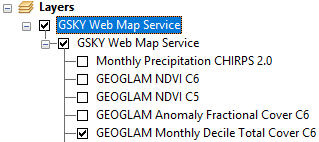 Layers
GSKY Web Map Service
GSKY Web Map Service
Monthly Precipitation CHIRPS 2.0
GEOGLAM NDVI C6
GEOGLAM NDVI C5
GEOGLAM Anomaly Fractional Cover C6
GEOGLAM Monthly Decile Total Cover C6